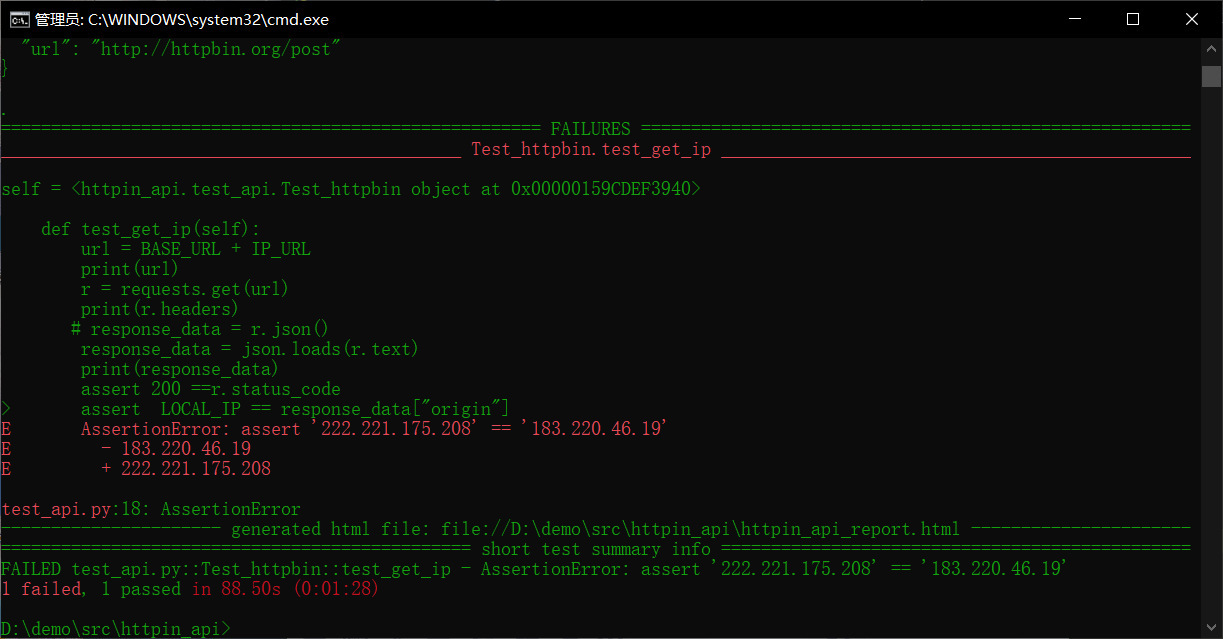 管理员: C:\WINDOWS\system32\cmd.exe
"url": "http://httpbin.org/post"
}
.
====================================================== FAILURES =======================================================
______________________________________________ Test_httpbin.test_get_ip _______________________________________________
self = <httpin_api.test_api.Test_httpbin object at 0x00000159CDEF3940>
def test_get_ip(self):
url = BASE_URL + IP_URL
print(url)
r = requests.get(url)
print(r.headers)
# response_data = r.json()
response_data = json.loads(r.text)
print(response_data)
assert 200 ==r.status_code
> assert  LOCAL_IP == response_data["origin"]
E AssertionError: assert '222.221.175.208' == '183.220.46.19'
E - 183.220.46.19
E + 222.221.175.208
test_api.py:18: AssertionError
---------------------- generated html file: file://D:\demo\src\httpin_api\httpin_api_report.html ----------------------
=============================================== short test summary info ===============================================
FAILED test_api.py::Test_httpbin::test_get_ip - AssertionError: assert '222.221.175.208' == '183.220.46.19'
1 failed, 1 passed in 88.50s (0:01:28)
D:\demo\src\httpin_api>